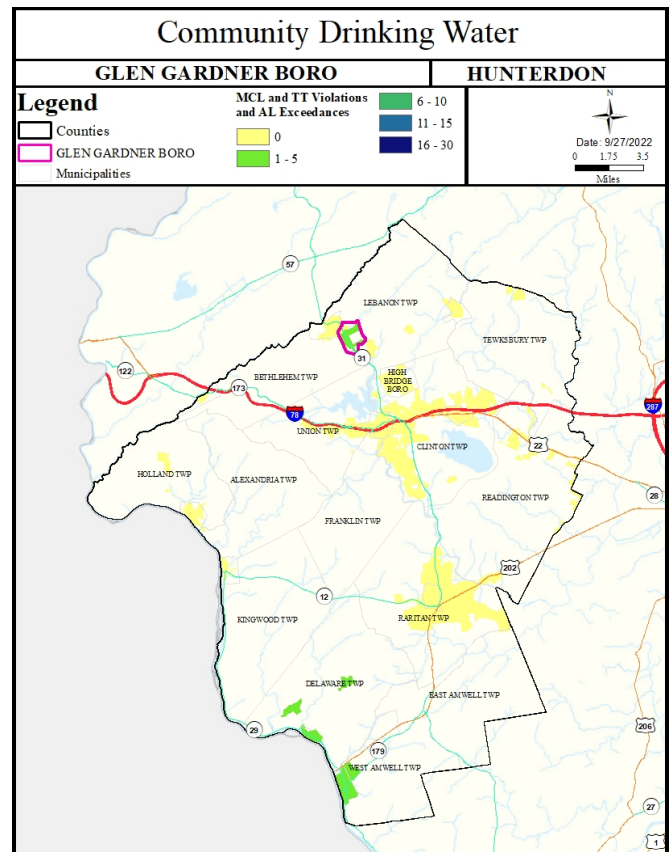 Community Drinking Water
GLEN GARDNER BORO
HUNTERDON
Legend
Counties
GLEN GARDNER BORO
Municipalities
MCL and TT Violations
and AL Exceedances
0
1 - 5
6 - 10
11 - 15
16 - 30
N
Date: 9/27/2022
0 1.75 3.5
Miles
57
LEBANON TWP
TEWKSBURY TWP
31
122
BETHLEHEM TWP
HIGH
BRIDGE
BORO
173
287
78
UNION TWP
CLINTON TWP
22
HOLLAND TWP
ALEXANDRIA TWP
READINGTON TWP
28
FRANKLIN TWP
202
12
KINGWOOD TWP
RARITAN TWP
DELAWARE TWP
EAST AMWELL TWP
29
206
179
WEST AMWELL TWP
27
1